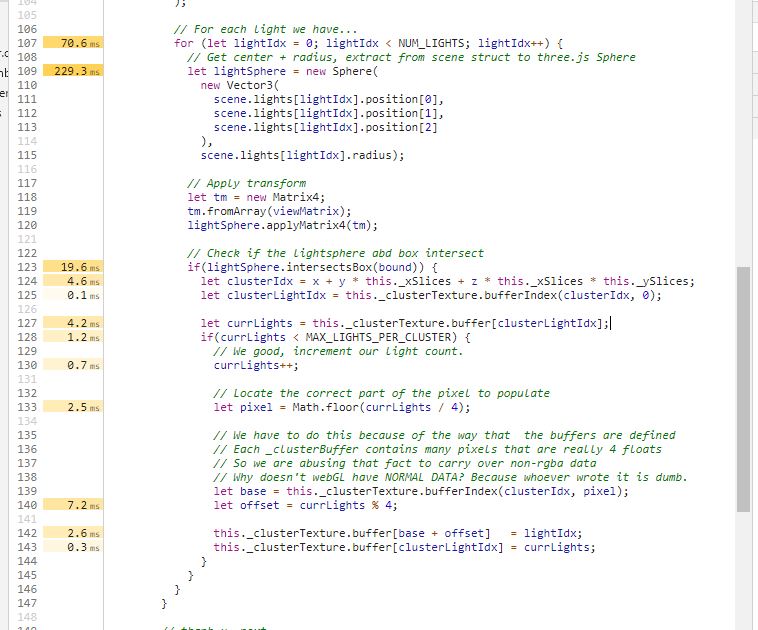 104 );
105
106 // For each light we have...
107 70.6 ms for (let lightIdx = 0; lightIdx < NUM_LIGHTS; lightIdx++) {
108 // Get center + radius, extract from scene struct to three.js Sphere
109 229.3 ms let lightSphere = new Sphere(
110 new Vector3(
111 scene.lights[lightIdx].position[0],
112 scene.lights[lightIdx].position[1],
113 scene.lights[lightIdx].position[2]
114 ),
115 scene.lights[lightIdx].radius);
116
117 // Apply transform
118 let tm = new Matrix4;
119 tm.fromArray(viewMatrix);
120 lightSphere.applyMatrix4(tm);
121
122 // Check if the lightsphere abd box intersect
123 19.6 ms if(lightSphere.intersectsBox(bound)) {
124 4.6 ms let clusterIdx = x + y * this._xSlices + z * this._xSlices * this._ySlices;
125 0.1 ms let clusterLightIdx = this._clusterTexture.bufferIndex(clusterIdx, 0);
126
127 4.2 ms let currLights = this._clusterTexture.buffer[clusterLightIdx];
128 1.2 ms if(currLights < MAX_LIGHTS_PER_CLUSTER) {
129 // We good, increment our light count.
130 0.7 ms currLights++;
131
132 // Locate the correct part of the pixel to populate
133 2.5 ms let pixel = Math.floor(currLights / 4);
134
135 // We have to do this because of the way that the buffers are defined
136 // Each _clusterBuffer contains many pixels that are really 4 floats
137 // So we are abusing that fact to carry over non-rgba data
138 // Why doesn't webGL have NORMAL DATA? Because whoever wrote it is dumb.
139 let base = this._clusterTexture.bufferIndex(clusterIdx, pixel);
140 7.2 ms let offset = currLights % 4;
141
142 2.6 ms this._clusterTexture.buffer[base + offset] = lightIdx;
143 0.3 ms this._clusterTexture.buffer[clusterLightIdx] = currLights;
144 }
145 }
146 }
147 }
148